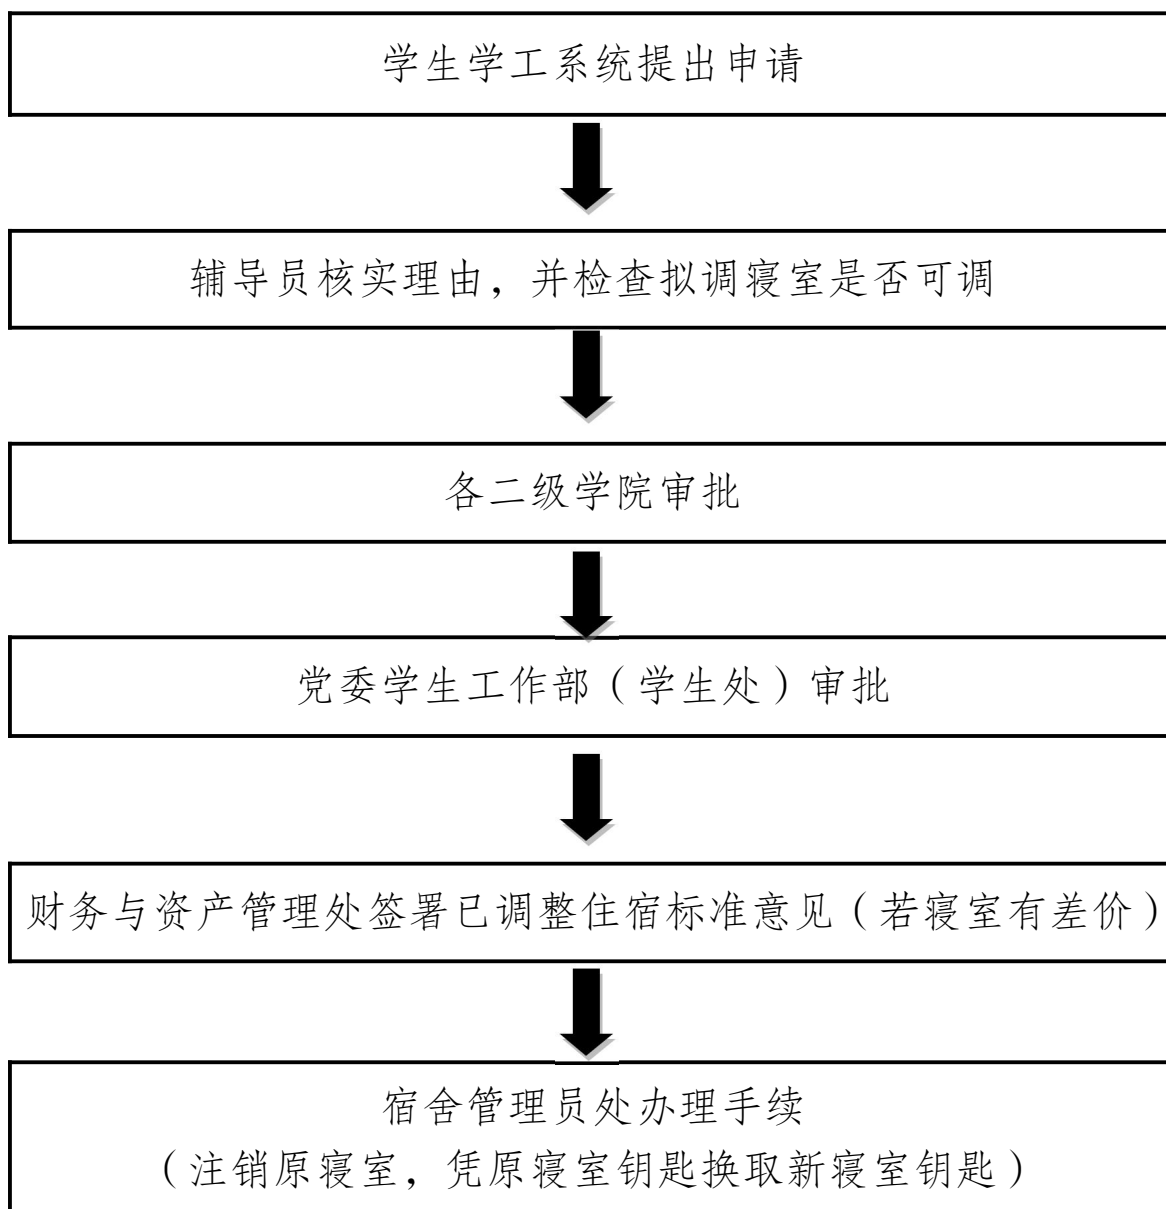 学生学工系统提出申请
辅导员核实理由，并检查拟调寝室是否可调
各二级学院审批
党委学生工作部（学生处）审批
财务与资产管理处签署已调整住宿标准意见（若寝室有差价）
宿舍管理员处办理手续
（注销原寝室，凭原寝室钥匙换取新寝室钥匙）